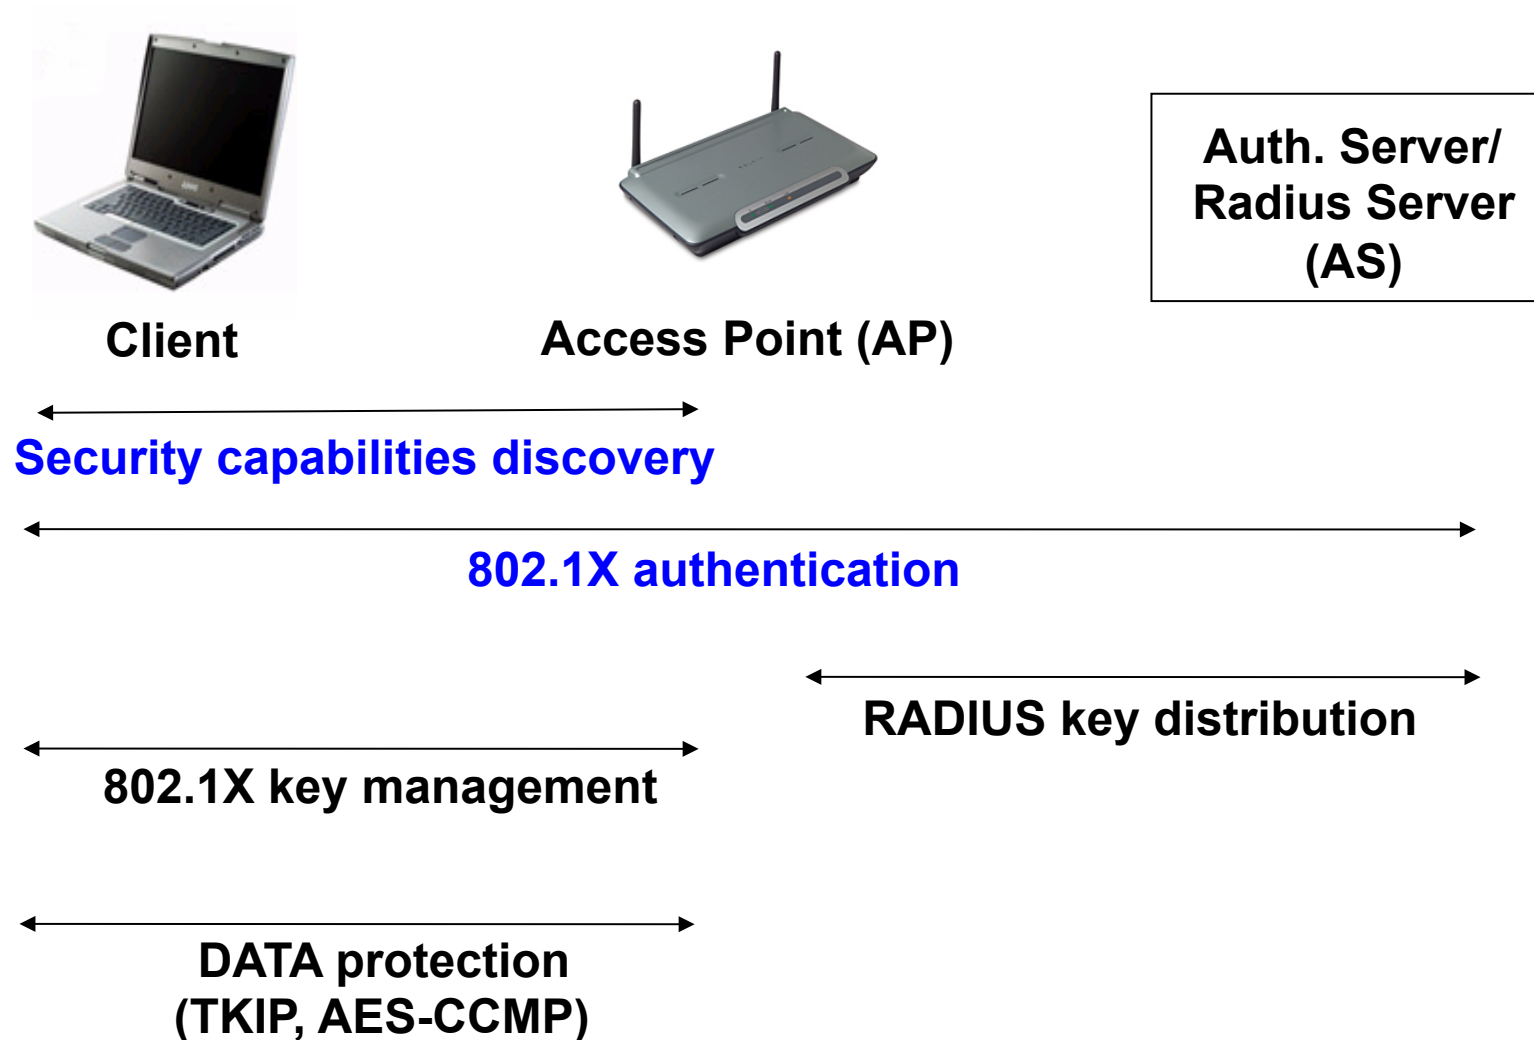 Auth. Server/
Radius Server
(AS)
Client
Access Point (AP)
Security capabilities discovery
802.1X authentication
RADIUS key distribution
802.1X key management
DATA protection
(TKIP, AES-CCMP)